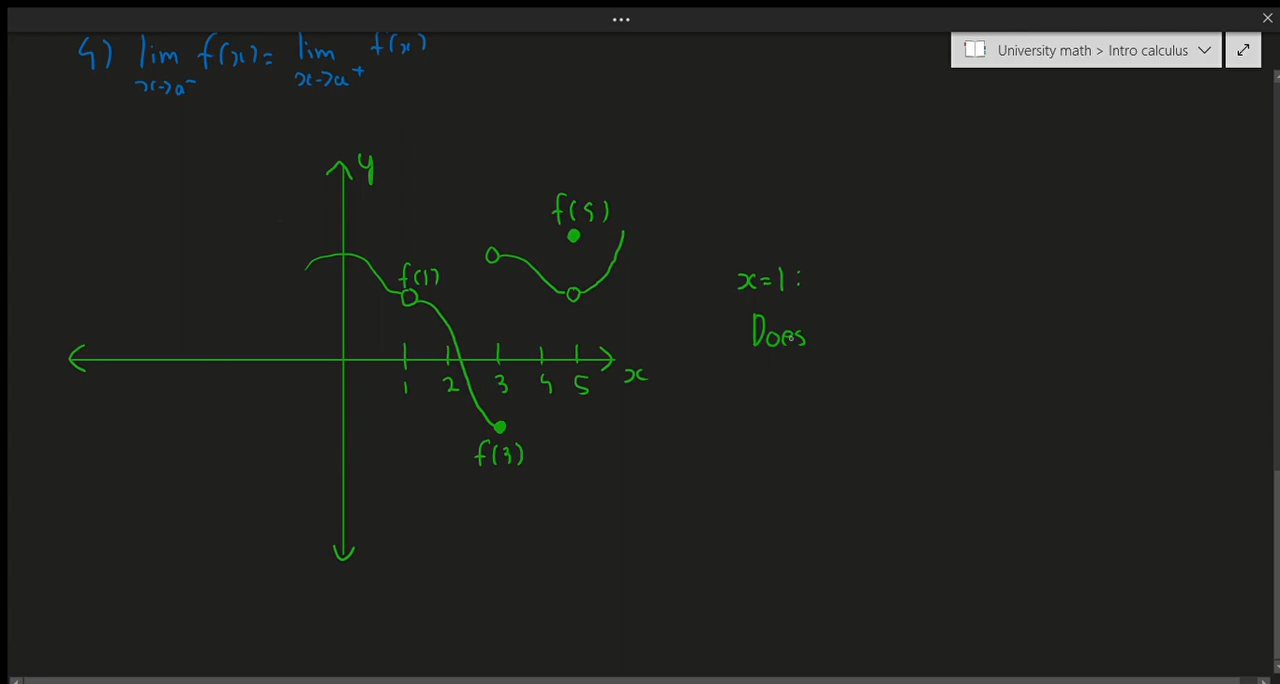 ...
University math > Intro calculus
4) lim f(x) = lim f(x)
x->a⁻ x->a⁺
y
f(5)
f(1)
x=1:
Does
1 2 3 4 5 x
f(3)